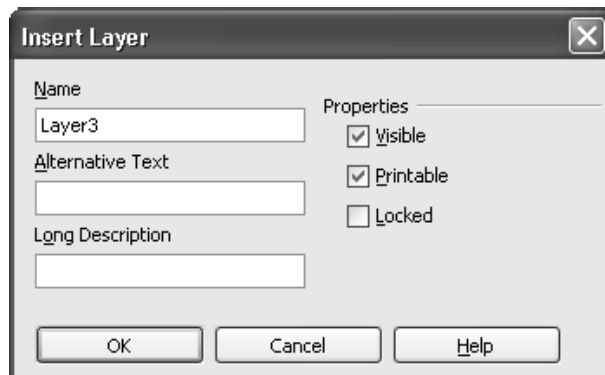 Insert Layer
Name
Layer3
Alternative Text
Long Description
Properties
Visible
Printable
Locked
OK
Cancel
Help